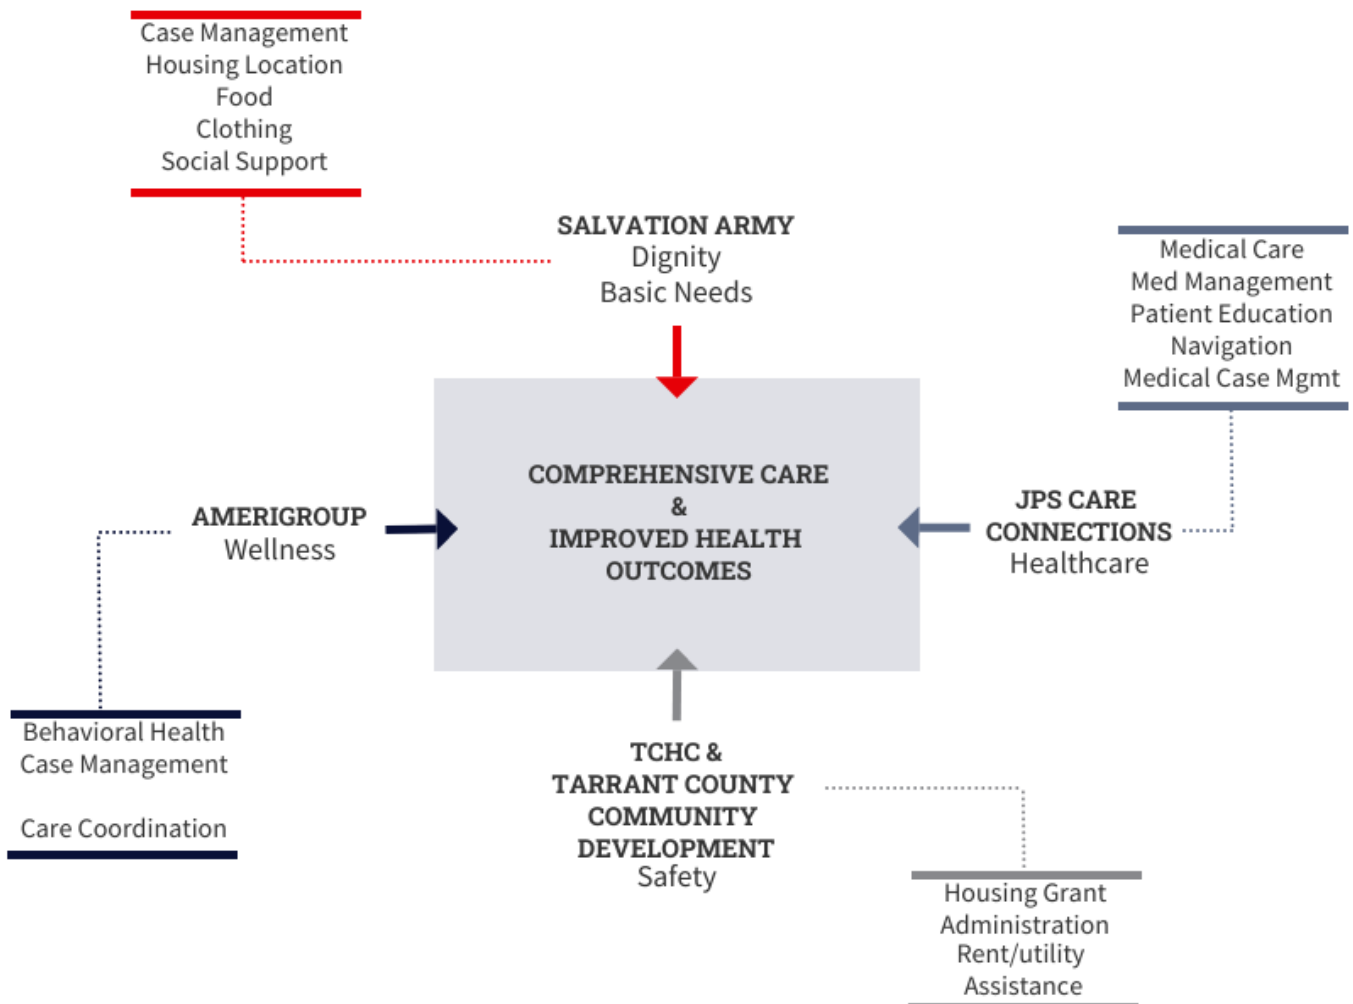 Case Management
Housing Location
Food
Clothing
Social Support
SALVATION ARMY
Dignity
Basic Needs
Medical Care
Med Management
Patient Education
Navigation
Medical Case Mgmt
COMPREHENSIVE CARE
&
IMPROVED HEALTH
OUTCOMES
AMERIGROUP
Wellness
JPS CARE
CONNECTIONS
Healthcare
Behavioral Health
Case Management
Care Coordination
TCHC &
TARRANT COUNTY
COMMUNITY
DEVELOPMENT
Safety
Housing Grant
Administration
Rent/utility
Assistance